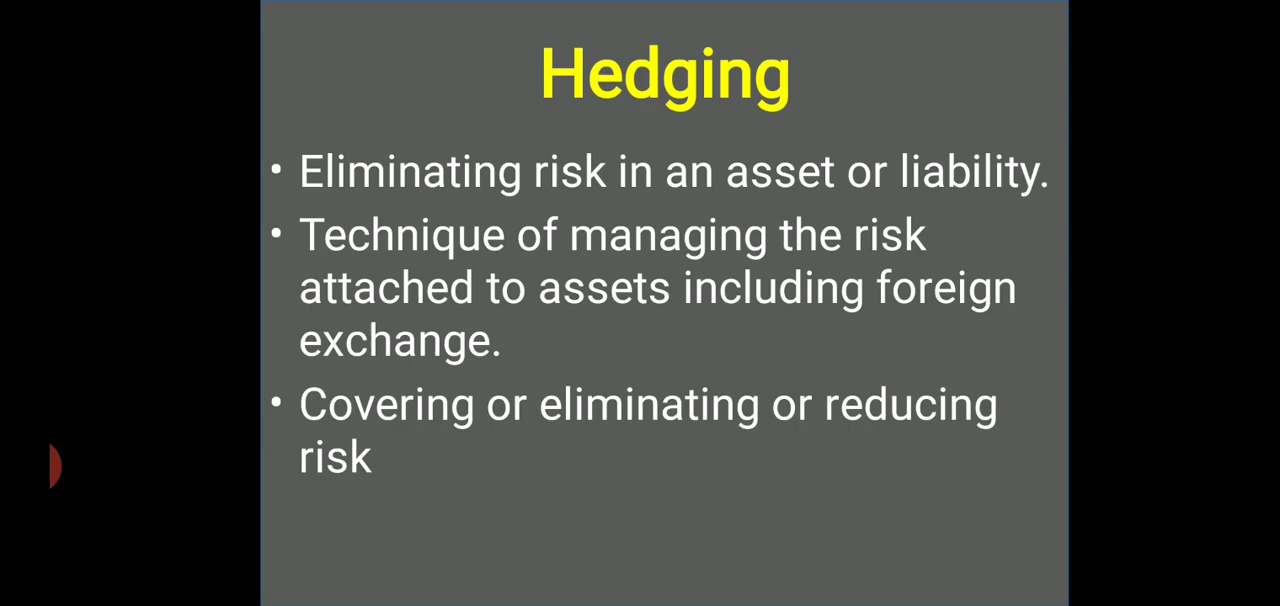 Hedging
• Eliminating risk in an asset or liability.
• Technique of managing the risk
attached to assets including foreign
exchange.
• Covering or eliminating or reducing
risk